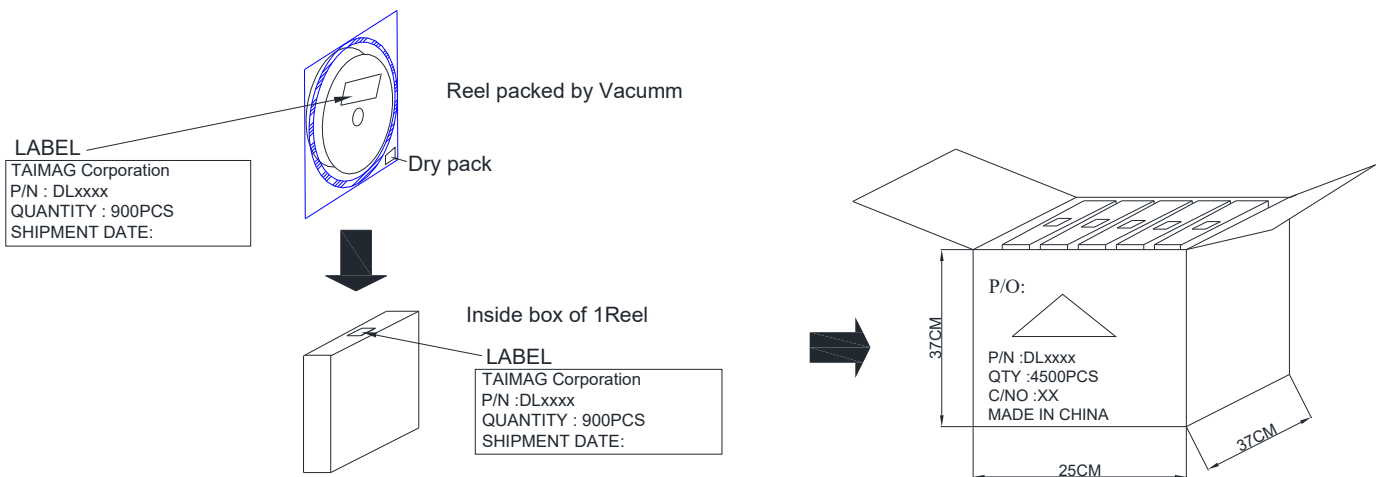 Reel packed by Vacumm
LABEL
TAIMAG Corporation
P/N : DLxxxx
QUANTITY : 900PCS
SHIPMENT DATE:
Dry pack
Inside box of 1Reel
LABEL
TAIMAG Corporation
P/N :DLxxxx
QUANTITY : 900PCS
SHIPMENT DATE:
P/O:
P/N :DLxxxx
QTY :4500PCS
C/NO :XX
MADE IN CHINA
37CM
25CM
37CM